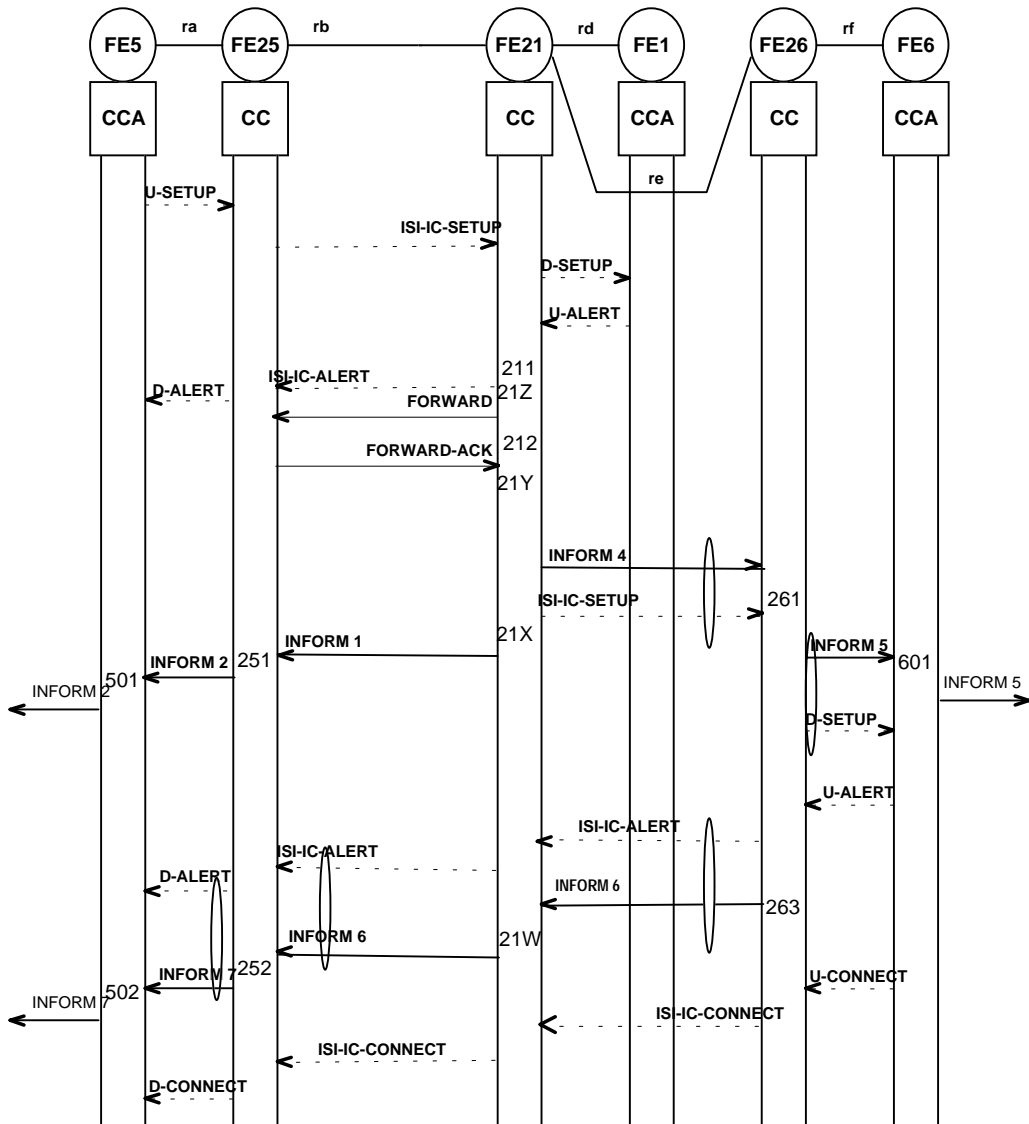 ra rb rd rf
FE5 FE25 FE21 FE1 FE26 FE6
CCA CC CC CCA CC CCA
re
U-SETUP
ISI-IC-SETUP
D-SETUP
U-ALERT
211
ISI-IC-ALERT
D-ALERT
21Z
FORWARD
212
FORWARD-ACK
21Y
INFORM 4
261
ISI-IC-SETUP
21X
INFORM 1
INFORM 5
251
INFORM 2
601
501
INFORM 2
INFORM 5
D-SETUP
U-ALERT
ISI-IC-ALERT
ISI-IC-ALERT
D-ALERT
INFORM 6
263
INFORM 6
21W
252
INFORM 7
U-CONNECT
502
INFORM 7
ISI-IC-CONNECT
ISI-IC-CONNECT
D-CONNECT